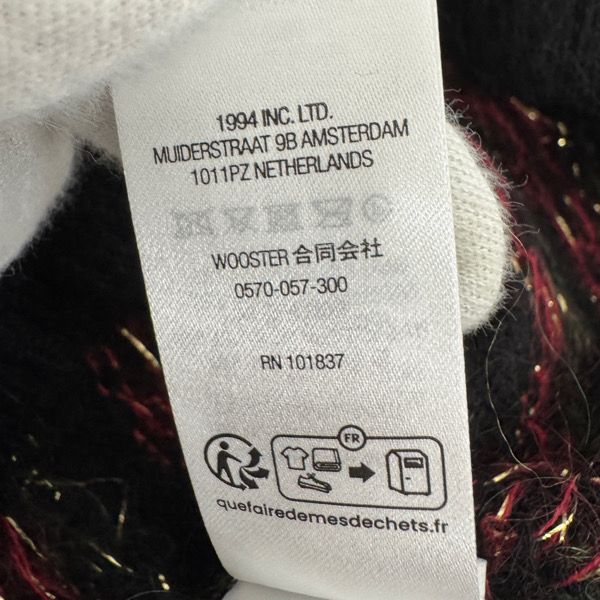 1994 INC. LTD.
MUIDERSTRAAT 9B AMSTERDAM
1011PZ NETHERLANDS
WOOSTER 合同会社
0570-057-300
RN 101837
FR
quefairedemesdechets.fr